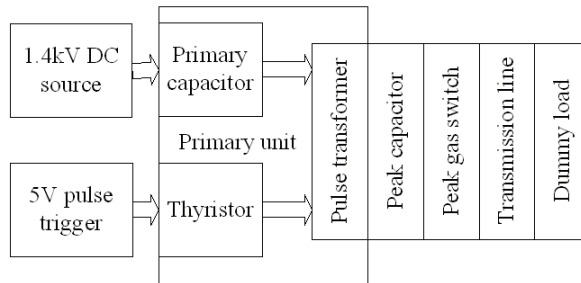 1.4kV DC
source
Primary
capacitor
Primary unit
5V pulse
trigger
Thyristor
Pulse transformer
Peak capacitor
Peak gas switch
Transmission line
Dummy load